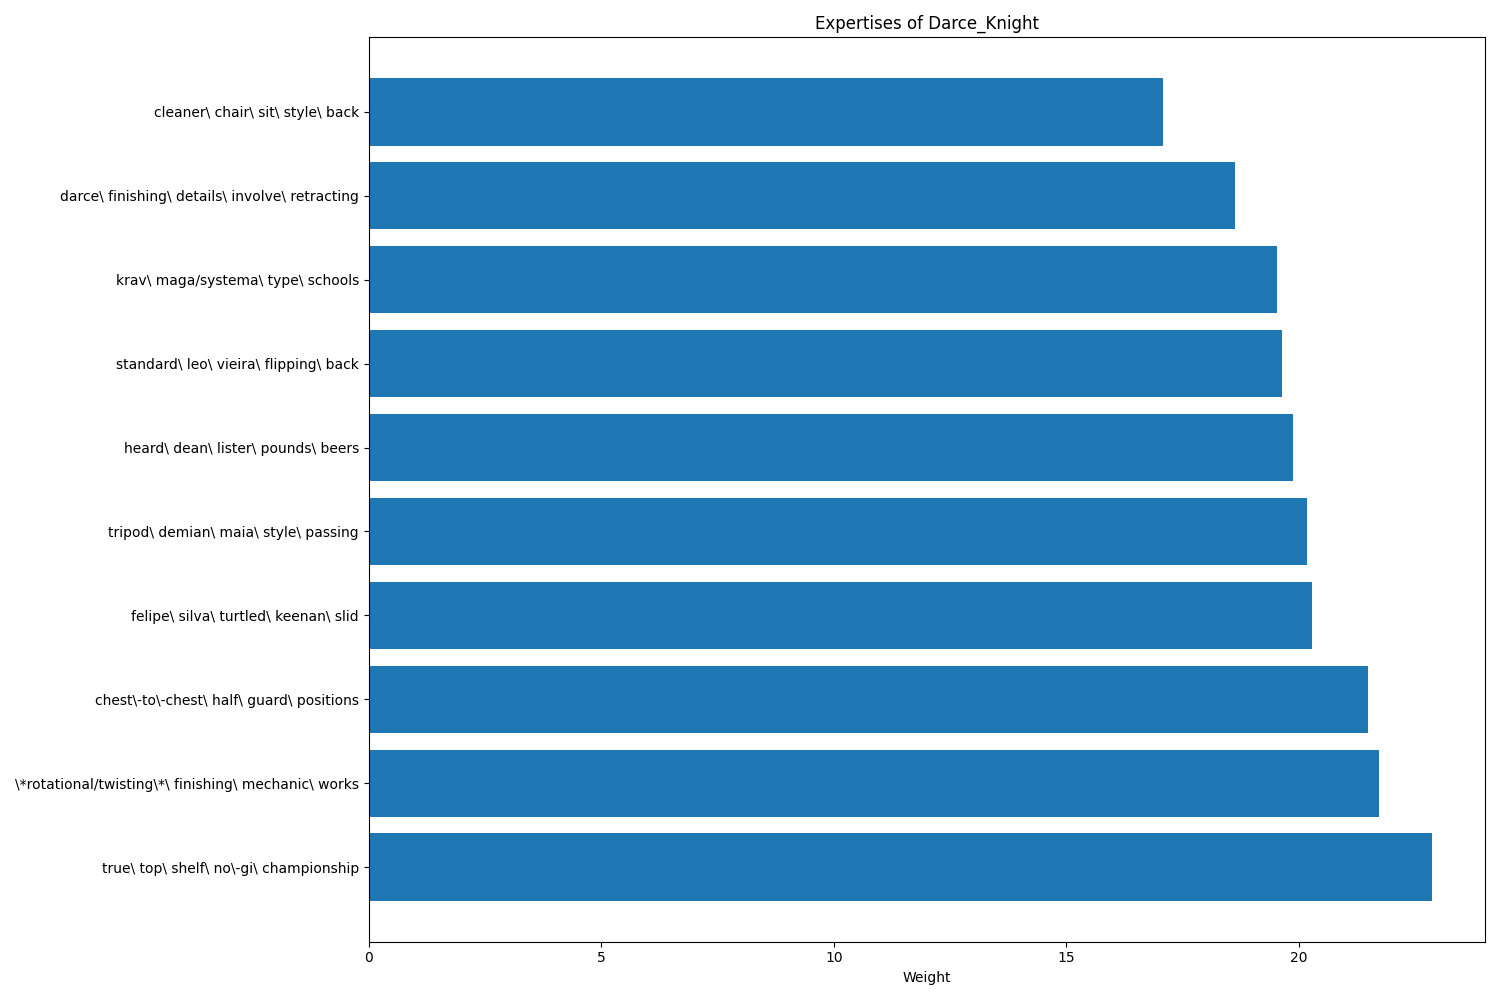 Expertises of Darce_Knight
cleaner\ chair\ sit\ style\ back
darce\ finishing\ details\ involve\ retracting
krav\ maga/systema\ type\ schools
standard\ leo\ vieira\ flipping\ back
heard\ dean\ lister\ pounds\ beers
tripod\ demian\ maia\ style\ passing
felipe\ silva\ turtled\ keenan\ slid
chest\-to\-chest\ half\ guard\ positions
\*rotational/twisting\*\ finishing\ mechanic\ works
true\ top\ shelf\ no\-gi\ championship
0 5 10 15 20
Weight